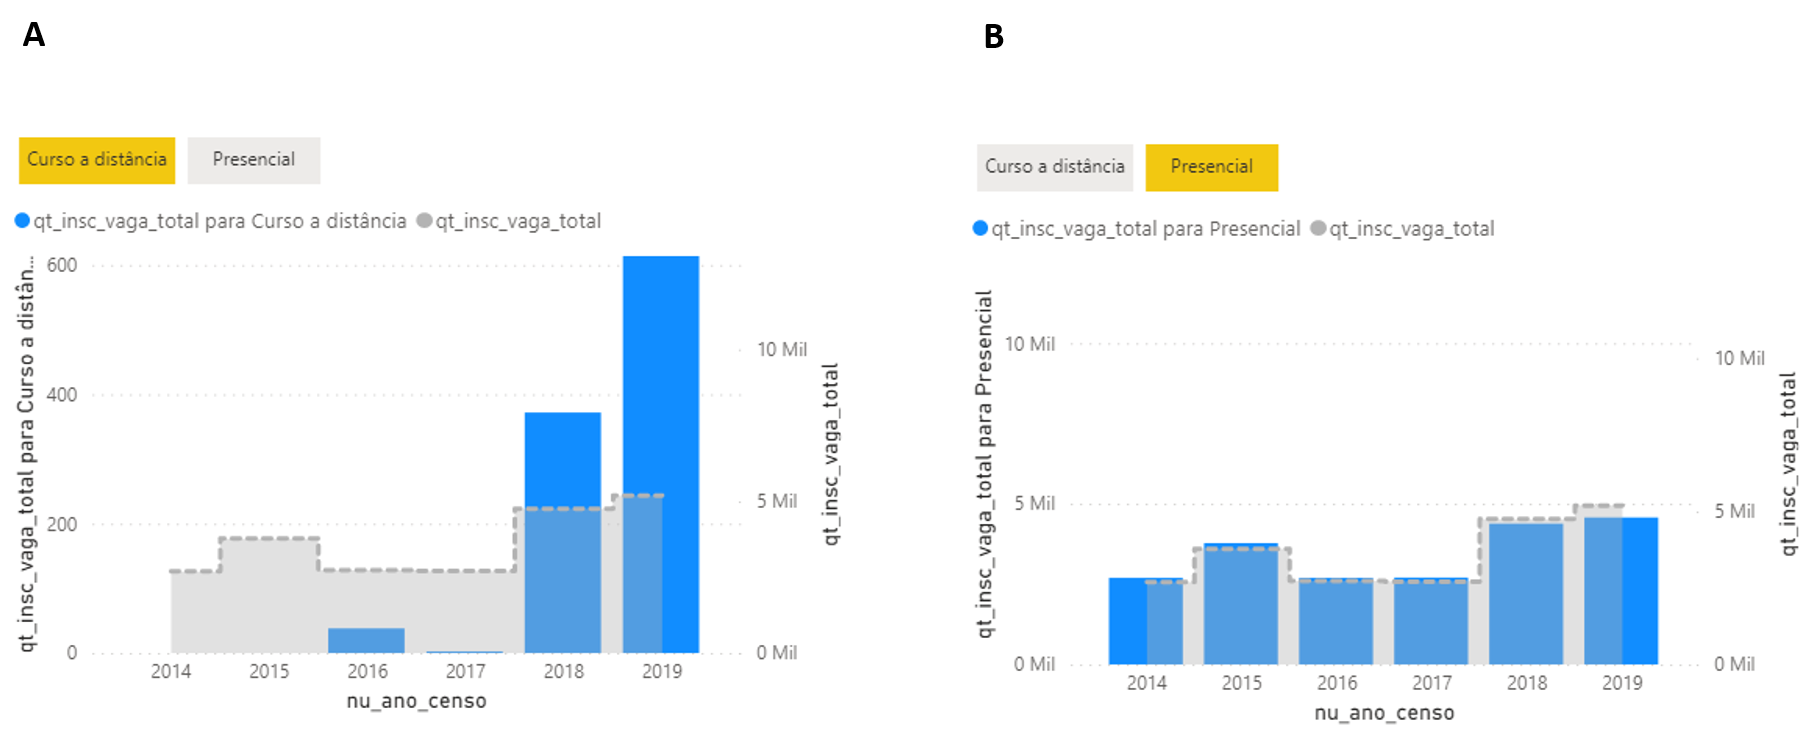 A
Curso a distância
Presencial
qt_insc_vaga_total para Curso a distância
qt_insc_vaga_total
qt_insc_vaga_total para Curso a distân...
600
400
200
0
10 Mil
5 Mil
0 Mil
qt_insc_vaga_total
2014 2015 2016 2017 2018 2019
nu_ano_censo
B
Curso a distância
Presencial
qt_insc_vaga_total para Presencial
qt_insc_vaga_total
qt_insc_vaga_total para Presencial
10 Mil
5 Mil
0 Mil
10 Mil
5 Mil
0 Mil
qt_insc_vaga_total
2014 2015 2016 2017 2018 2019
nu_ano_censo